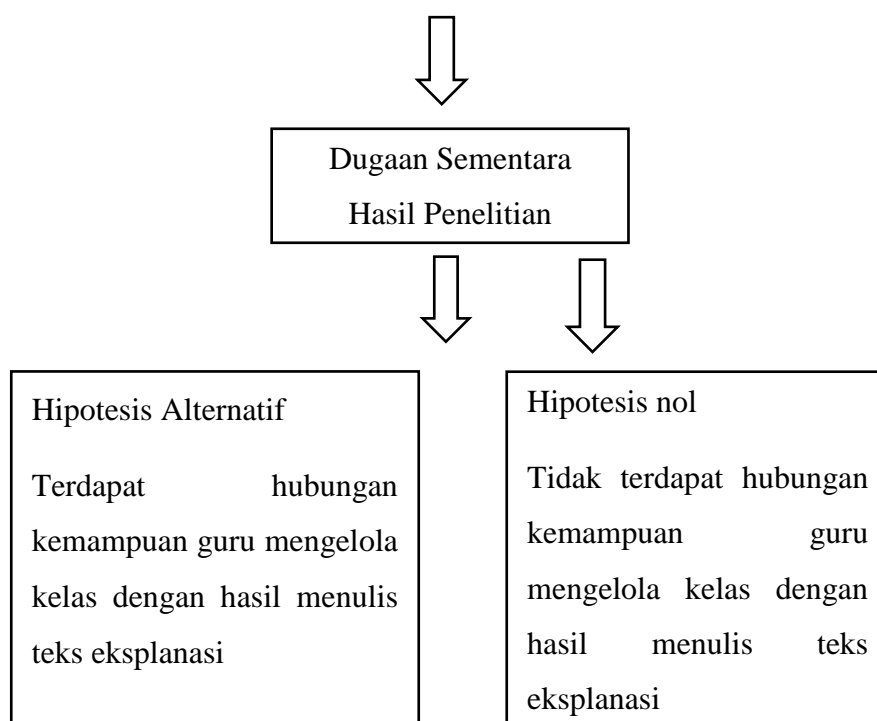 Dugaan Sementara
Hasil Penelitian
Hipotesis Alternatif
Terdapat hubungan
kemampuan guru mengelola
kelas dengan hasil menulis
teks eksplanasi
Hipotesis nol
Tidak terdapat hubungan
kemampuan guru
mengelola kelas dengan
hasil menulis teks
eksplanasi